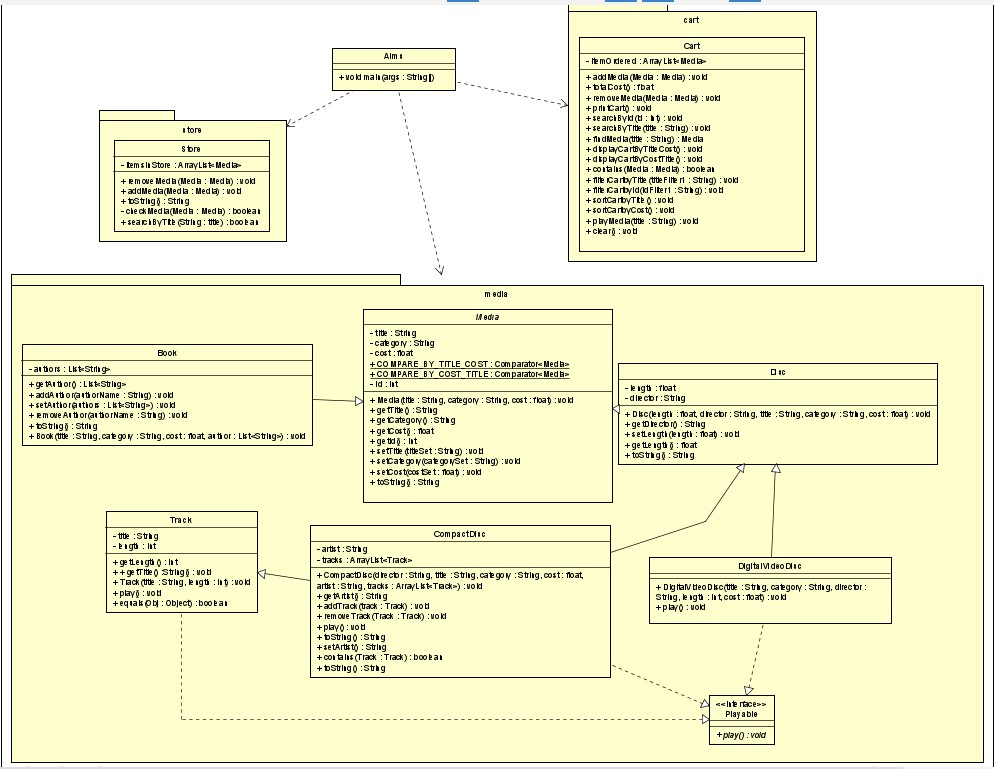 cart
Cart
- itemOrdered : ArrayList<Media>
+ addMedia(Media : Media) : void
+ totalCost() : float
+ removeMedia(Media : Media) : void
+ printCart() : void
+ searchById(id : int) : void
+ searchByTitle(title : String) : void
+ findMedia(title : String) : Media
+ displayCartByTitleCost() : void
+ displayCartByCostTitle() : void
+ contains(Media : Media) : boolean
+ filterCartbyTitle(titleFilter1 : String) : void
+ filterCartbyId(idFilter1 : String) : void
+ sortCartbyTitle() : void
+ sortCartbyCost() : void
+ playMedia(title : String) : void
+ clear() : void
Aims
+ void main(args : String[])
store
Store
- itemsInStore : ArrayList<Media>
+ removeMedia(Media : Media) : void
+ addMedia(Media : Media) : void
+ toString() : String
- checkMedia(Media : Media) : boolean
+ searchByTitle(String : title) : boolean
media
Media
- title : String
- category : String
- cost : float
+ COMPARE_BY_TITLE_COST : Comparator<Media>
+ COMPARE_BY_COST_TITLE : Comparator<Media>
- id : int
+ Media(title : String, category : String, cost : float) : void
+ getTitle() : String
+ getCategory() : String
+ getCost() : float
+ getId() : int
+ setTitle(titleSet : String) : void
+ setCategory(categorySet : String) : void
+ setCost(costSet : float) : void
+ toString() : String
Book
- authors : List<String>
+ getAuthor() : List<String>
+ addAuthor(authorName : String) : void
+ setAuthor(authors : List<String>) : void
+ removeAuthor(authorName : String) : void
+ toString() : String
+ Book(title : String, category : String, cost : float, author : List<String>) : void
Disc
- length : float
- director : String
+ Disc(length : float, director : String, title : String, category : String, cost : float) : void
+ getDirector() : String
+ setLength(length : float) : void
+ getLength() : float
+ toString() : String
Track
- title : String
- length : int
+ getLength() : int
+ +getTitle() : String() : void
+ Track(title : String, length : int) : void
+ play() : void
+ equals(Obj : Object) : boolean
CompactDisc
- artist : String
- tracks : ArrayList<Track>
+ CompactDisc(director : String, title : String, category : String, cost : float,
artist : String, tracks : ArrayList<Track>) : void
+ getArtist() : String
+ addTrack(track : Track) : void
+ removeTrack(Track : Track) : void
+ play() : void
+ toString() : String
+ setArtist() : String
+ contains(Track : Track) : boolean
+ toString() : String
DigitalVideoDisc
+ DigitalVideoDisc(title : String, category : String, director :
String, length : int, cost : float) : void
+ play() : void
<<interface>>
Playable
+ play() : void